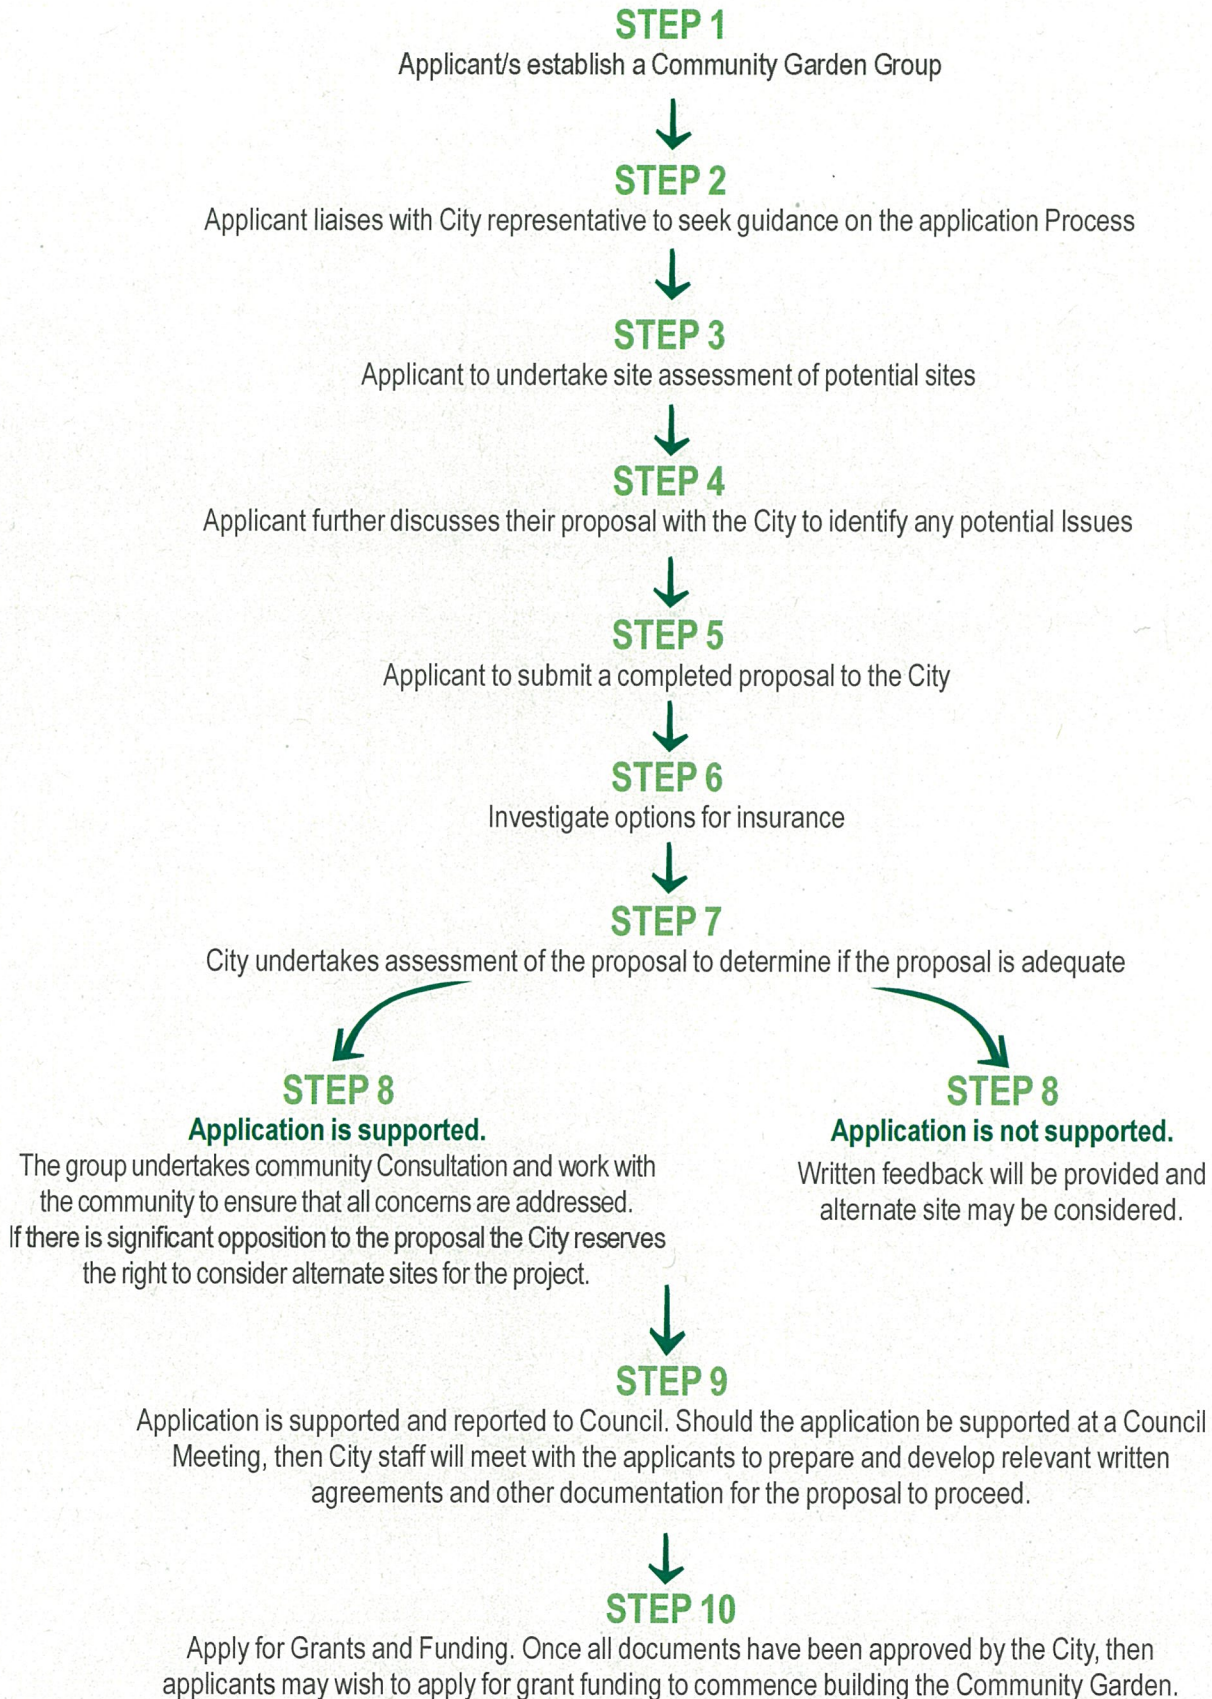 STEP 1
Applicant/s establish a Community Garden Group
STEP 2
Applicant liaises with City representative to seek guidance on the application Process
STEP 3
Applicant to undertake site assessment of potential sites
STEP 4
Applicant further discusses their proposal with the City to identify any potential Issues
STEP 5
Applicant to submit a completed proposal to the City
STEP 6
Investigate options for insurance
STEP 7
City undertakes assessment of the proposal to determine if the proposal is adequate
STEP 8
Application is supported.
The group undertakes community Consultation and work with
the community to ensure that all concerns are addressed.
If there is significant opposition to the proposal the City reserves
the right to consider alternate sites for the project.
STEP 8
Application is not supported.
Written feedback will be provided and
alternate site may be considered.
STEP 9
Application is supported and reported to Council. Should the application be supported at a Council
Meeting, then City staff will meet with the applicants to prepare and develop relevant written
agreements and other documentation for the proposal to proceed.
STEP 10
Apply for Grants and Funding. Once all documents have been approved by the City, then
applicants may wish to apply for grant funding to commence building the Community Garden.